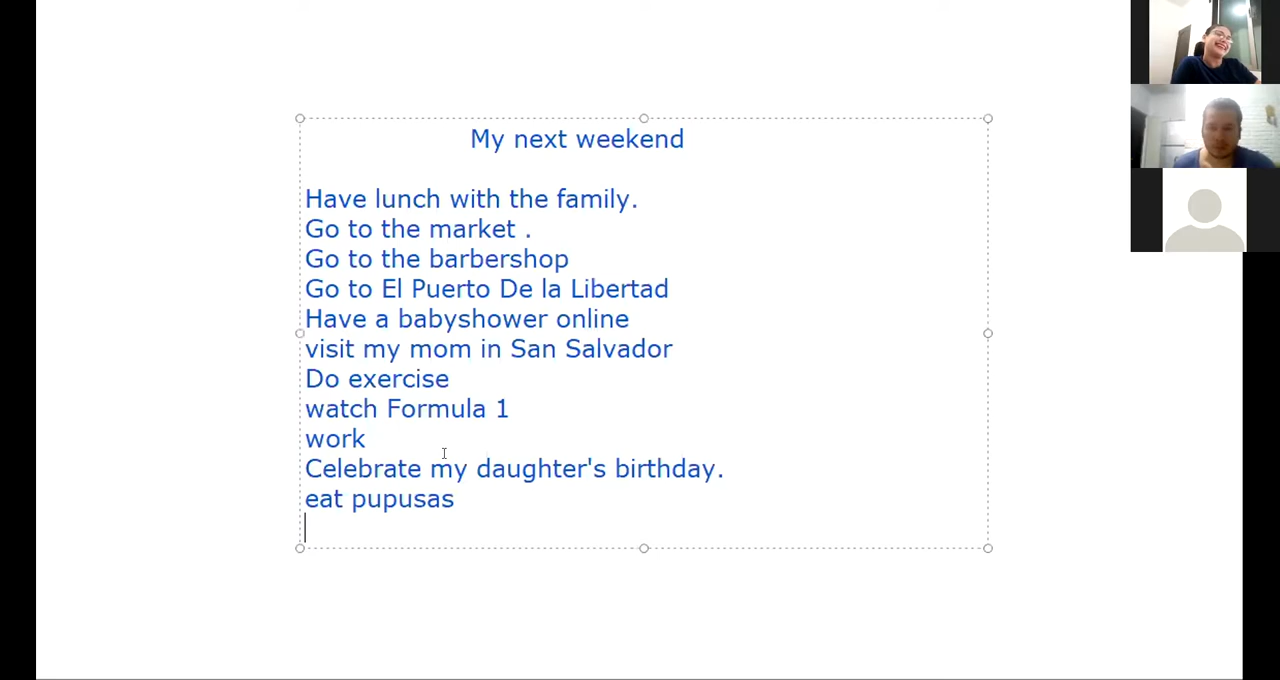 My next weekend
Have lunch with the family.
Go to the market .
Go to the barbershop
Go to El Puerto De la Libertad
Have a babyshower online
visit my mom in San Salvador
Do exercise
watch Formula 1
work
Celebrate my daughter's birthday.
eat pupusas